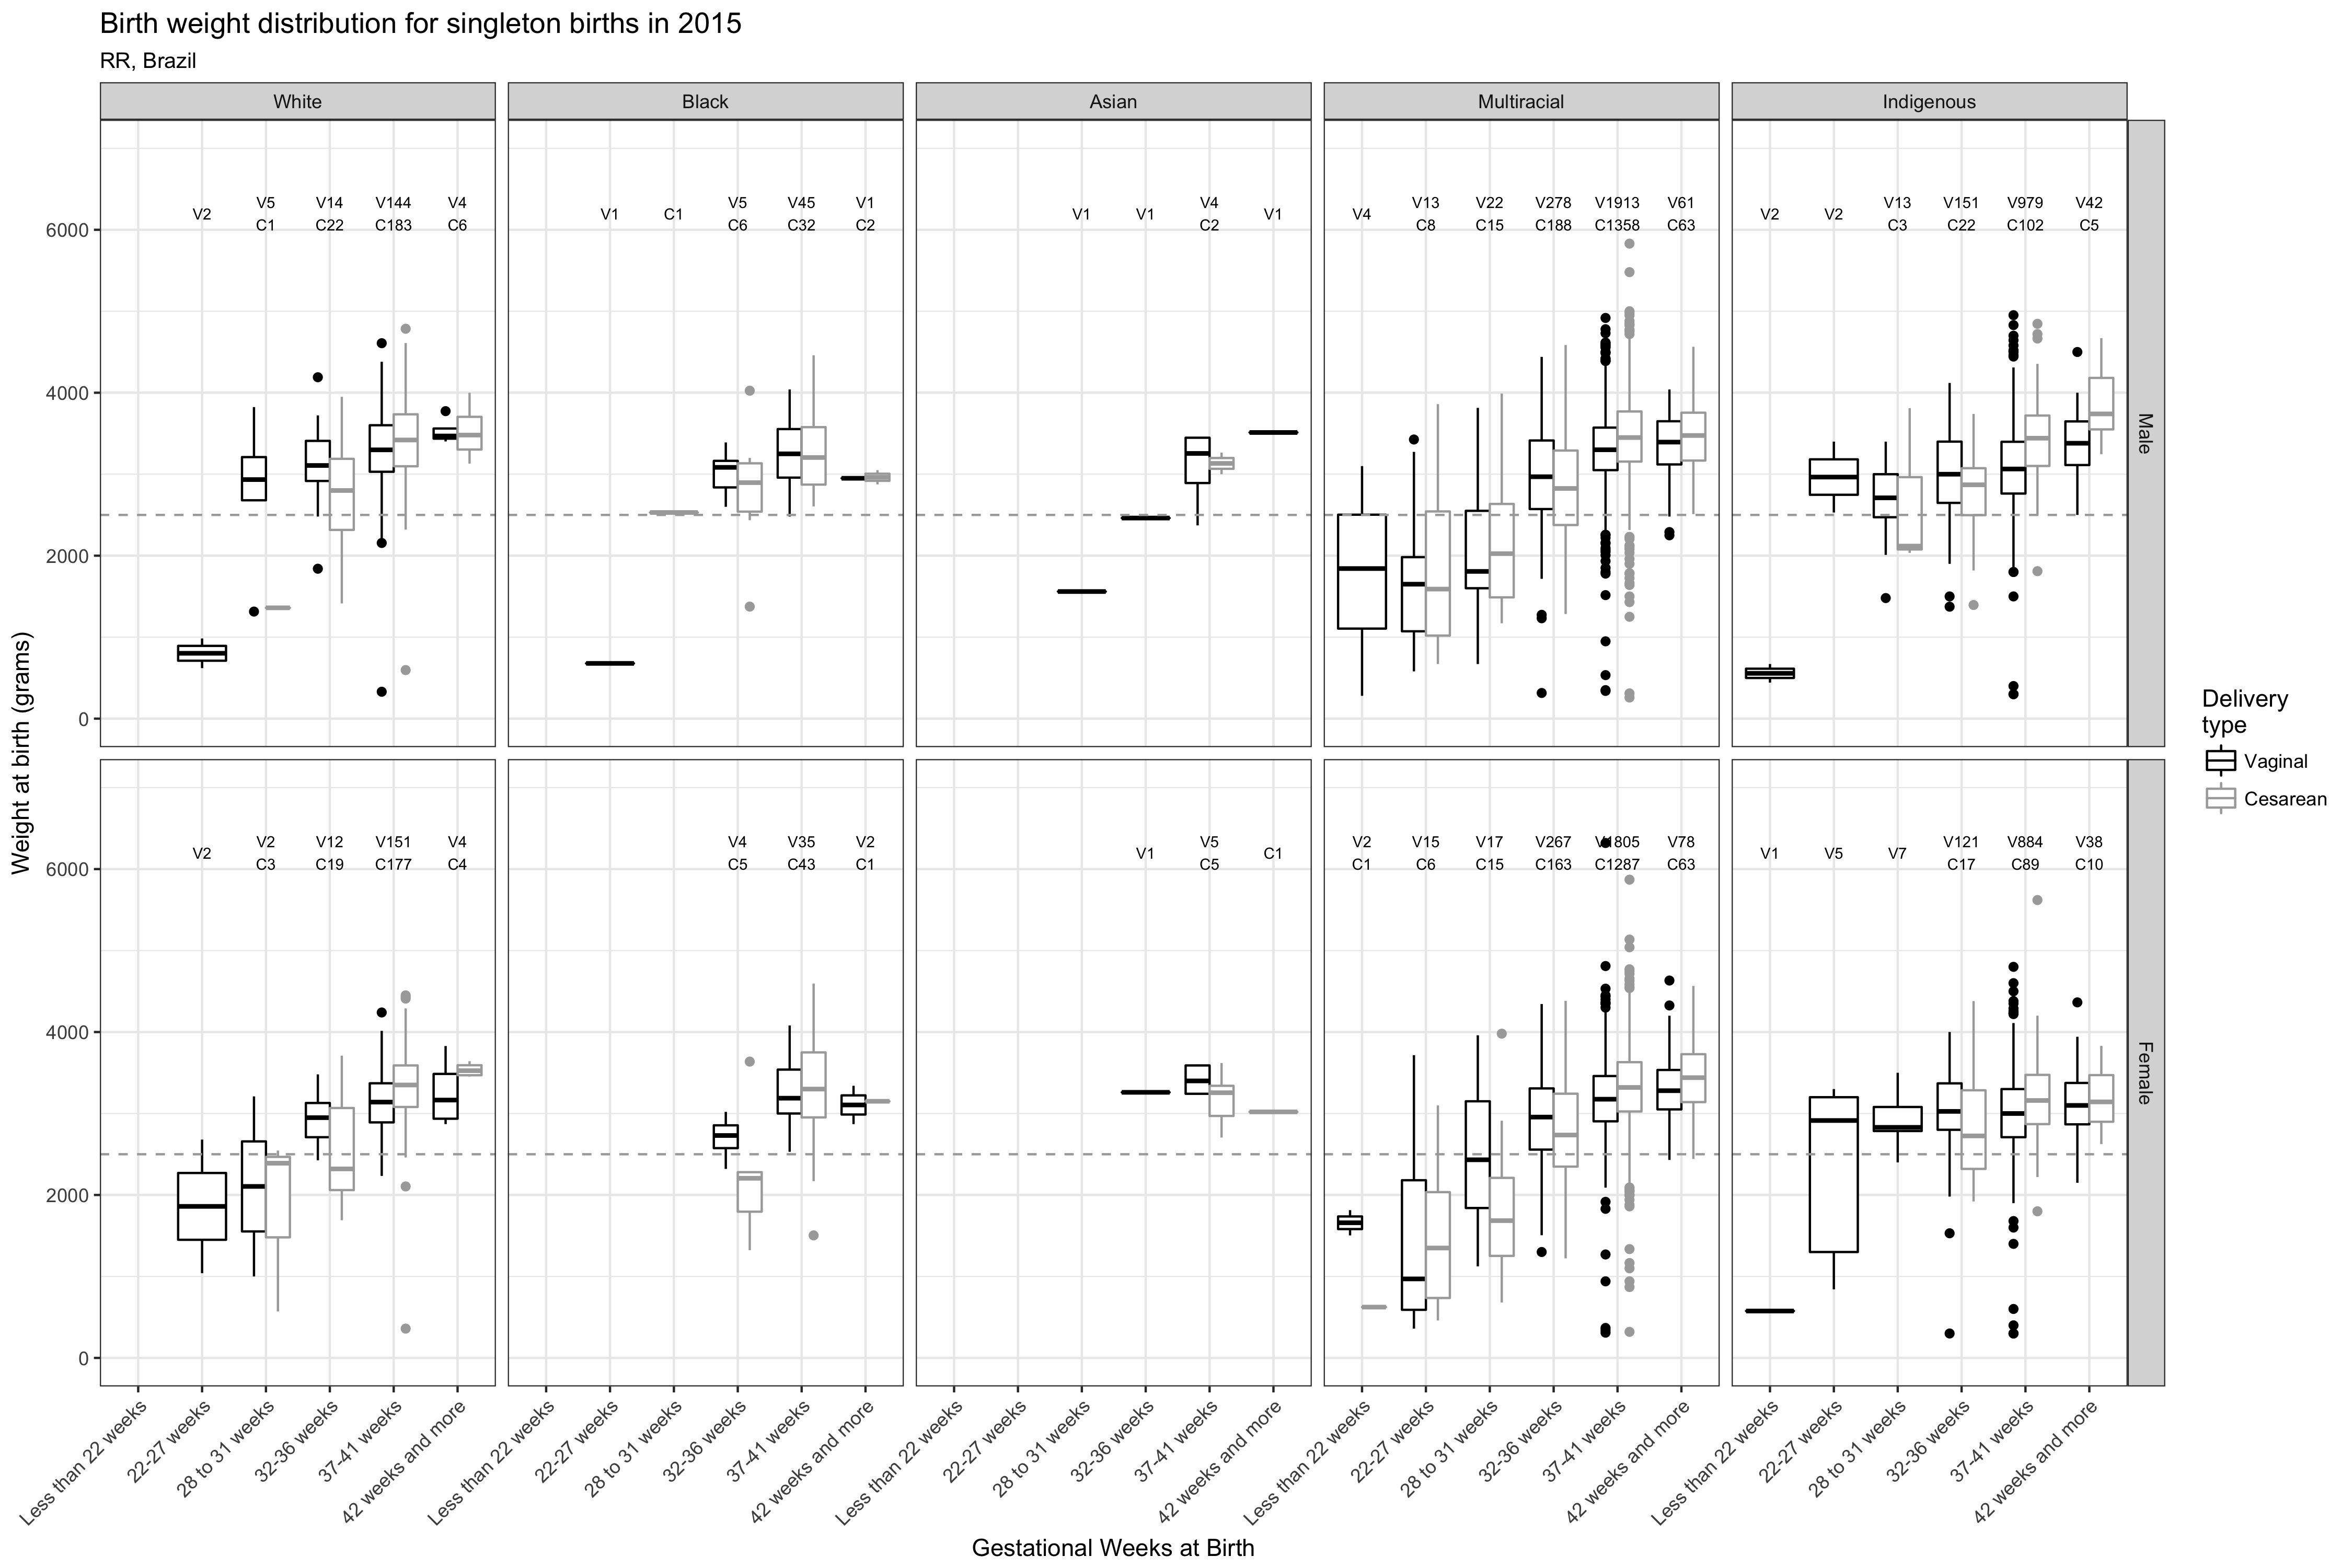 Birth weight distribution for singleton births in 2015
RR, Brazil
White Black Asian Multiracial Indigenous
V5 V14 V144 V4 V5 V45 V1 V4 V13 V22 V278 V1913 V61 V13 V151 V979 V42
V2 V1 C1 V1 V1 V1 V4 V2 V2
C1 C22 C183 C6 C6 C32 C2 C2 C8 C15 C188 C1358 C63 C3 C22 C102 C5
6000
4000
2000
0
Male
V2 V12 V151 V4 V4 V35 V2 V5 V2 V15 V17 V267 V1805 V78 V121 V884 V38
V2 V1 C1 V1 V5 V7
C3 C19 C177 C4 C5 C43 C1 C5 C1 C6 C15 C163 C1287 C63 C17 C89 C10
6000
4000
2000
0
Female
Weight at birth (grams)
Less than 22 weeks 22-27 weeks 28 to 31 weeks 32-36 weeks 37-41 weeks 42 weeks and more
Less than 22 weeks 22-27 weeks 28 to 31 weeks 32-36 weeks 37-41 weeks 42 weeks and more
Less than 22 weeks 22-27 weeks 28 to 31 weeks 32-36 weeks 37-41 weeks 42 weeks and more
Less than 22 weeks 22-27 weeks 28 to 31 weeks 32-36 weeks 37-41 weeks 42 weeks and more
Less than 22 weeks 22-27 weeks 28 to 31 weeks 32-36 weeks 37-41 weeks 42 weeks and more
Gestational Weeks at Birth
Delivery
type
Vaginal
Cesarean